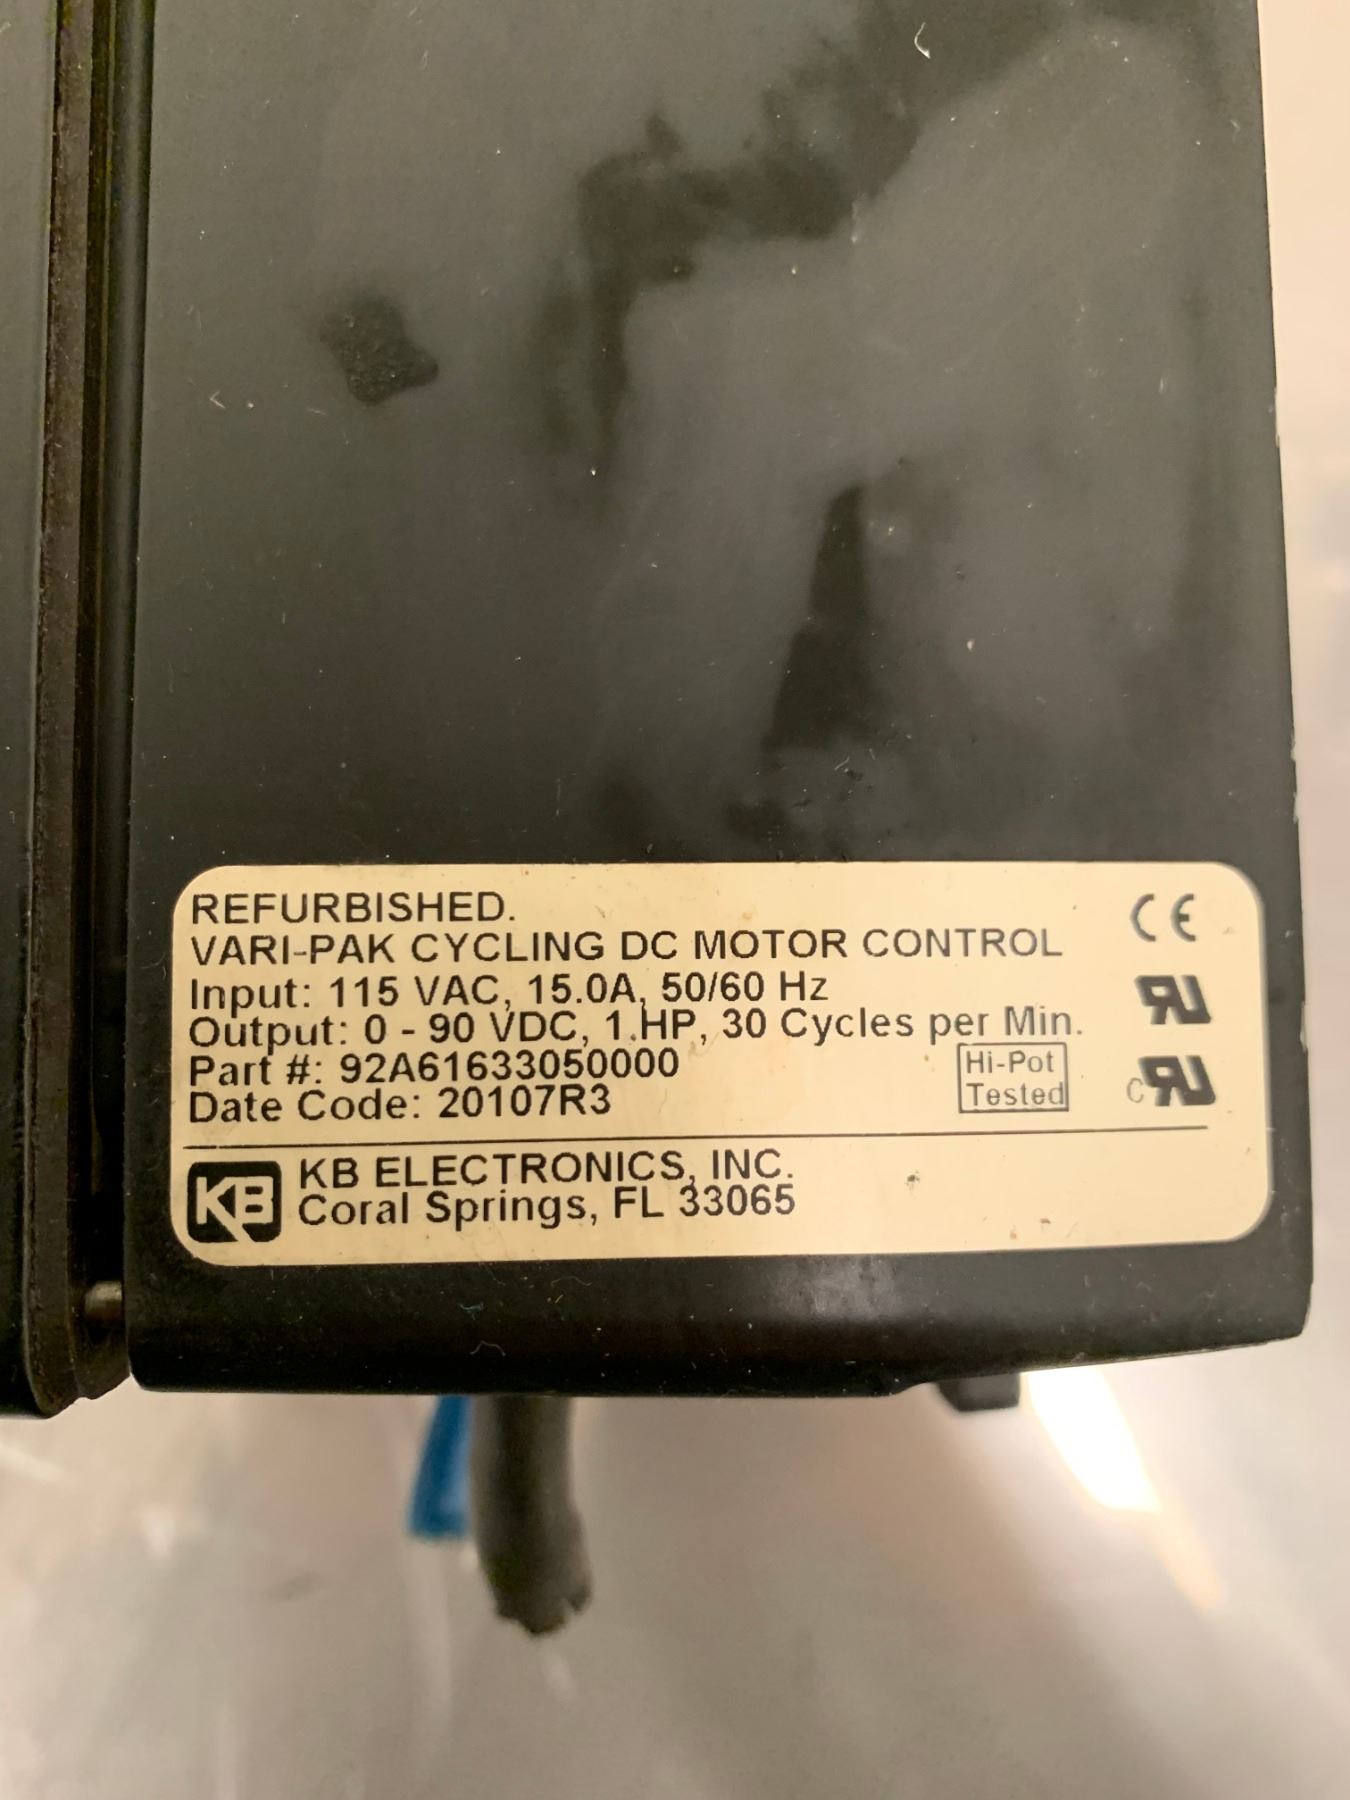 REFURBISHED.
VARI-PAK CYCLING DC MOTOR CONTROL
CE
Input: 115 VAC, 15.0A, 50/60 Hz
Output: 0 - 90 VDC, 1.HP, 30 Cycles per Min.
Part #: 92A61633050000
Hi-Pot
Tested
Date Code: 20107R3
KB
KB ELECTRONICS, INC.
Coral Springs, FL 33065